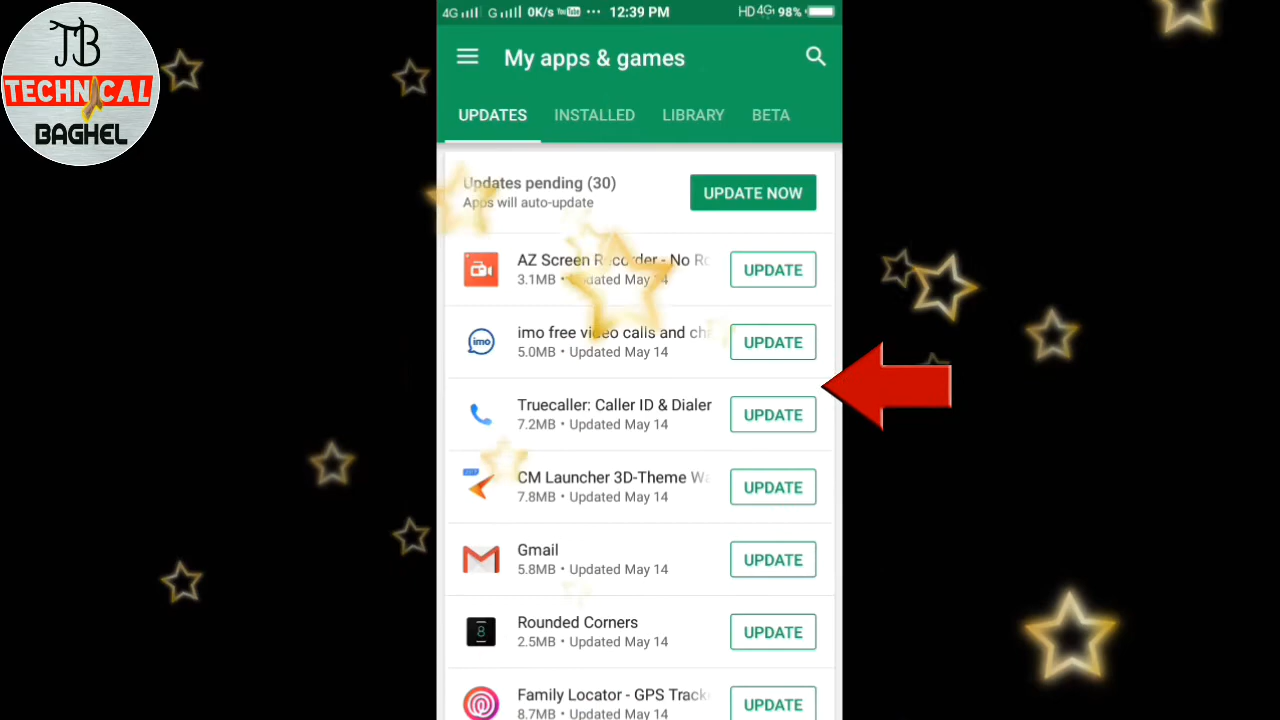 JB
TECHNICAL
BAGHEL
4G G 0K/s YouTube ••• 12:39 PM HD 4G 98%
My apps & games
UPDATES INSTALLED LIBRARY BETA
Updates pending (30)
Apps will auto-update
UPDATE NOW
AZ Screen Recorder - No
3.1MB • Updated May 14
UPDATE
imo free video calls and
5.0MB • Updated May 14
UPDATE
imo
Truecaller: Caller ID & Dialer
7.2MB • Updated May 14
UPDATE
CM Launcher 3D-Theme
7.8MB • Updated May 14
UPDATE
Gmail
5.8MB • Updated May 14
UPDATE
8
Rounded Corners
2.5MB • Updated May 14
UPDATE
Family Locator - GPS
8.7MB • Updated May 14
UPDATE